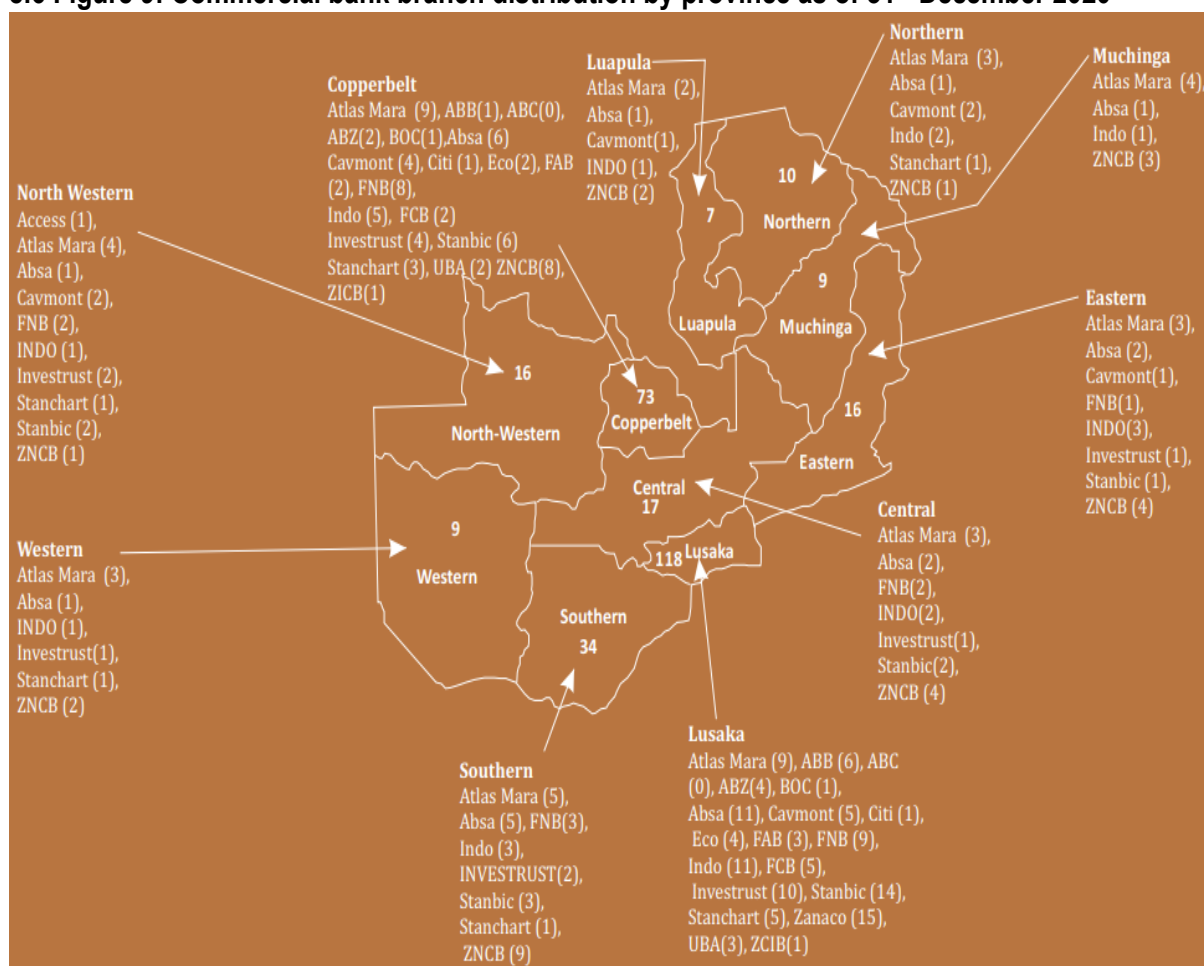 Commercial bank branch distribution by province as of 31 December 2020
Northern
Atlas Mara (3),
Absa (1),
Cavmont (2),
Indo (2),
Stanchart (1),
ZNCB (1)
Muchinga
Atlas Mara (4),
Absa (1),
Indo (1),
ZNCB (3)
Luapula
Atlas Mara (2),
Absa (1),
Cavmont(1),
INDO (1),
ZNCB (2)
Copperbelt
Atlas Mara (9), ABB(1), ABC(0),
ABZ(2), BOC(1),Absa (6)
Cavmont (4), Citi (1), Eco(2), FAB
(2), FNB(8),
Indo (5), FCB (2)
Investrust (4), Stanbic (6)
Stanchart (3), UBA (2) ZNCB(8),
ZICB(1)
North Western
Access (1),
Atlas Mara (4),
Absa (1),
Cavmont (2),
FNB (2),
INDO (1),
Investrust (2),
Stanchart (1),
Stanbic (2),
ZNCB (1)
10
Northern
7
Luapula
9
Muchinga
16
Eastern
16
North-Western
73
Copperbelt
Central
17
118 Lusaka
9
Western
Southern
34
Eastern
Atlas Mara (3),
Absa (2),
Cavmont(1),
FNB(1),
INDO(3),
Investrust (1),
Stanbic (1),
ZNCB (4)
Western
Atlas Mara (3),
Absa (1),
INDO (1),
Investrust(1),
Stanchart (1),
ZNCB (2)
Central
Atlas Mara (3),
Absa (2),
FNB(2),
INDO(2),
Investrust(1),
Stanbic(2),
ZNCB (4)
Southern
Atlas Mara (5),
Absa (5), FNB(3),
Indo (3),
INVESTRUST(2),
Stanbic (3),
Stanchart (1),
ZNCB (9)
Lusaka
Atlas Mara (9), ABB (6), ABC
(0), ABZ(4), BOC (1),
Absa (11), Cavmont (5), Citi (1),
Eco (4), FAB (3), FNB (9),
Indo (11), FCB (5),
Investrust (10), Stanbic (14),
Stanchart (5), Zanaco (15),
UBA(3), ZCIB(1)